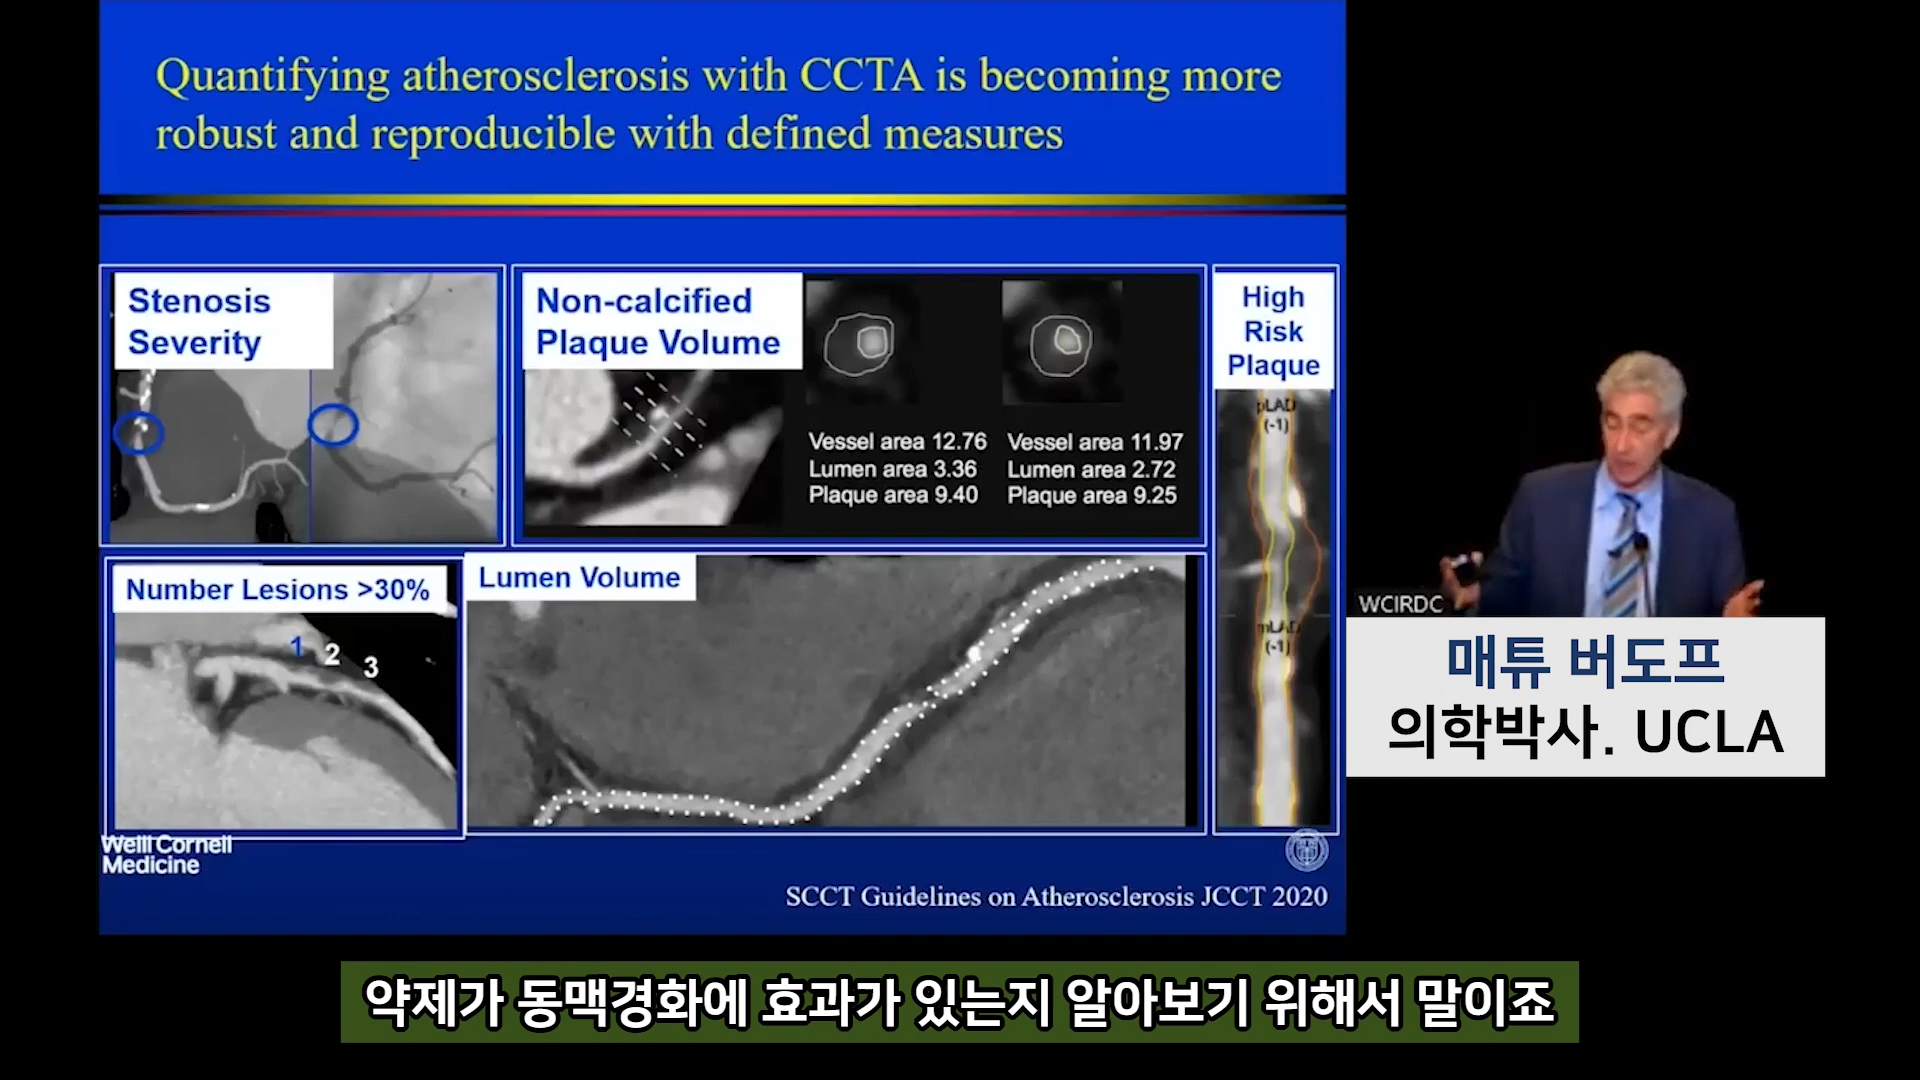 Quantifying atherosclerosis with CCTA is becoming more
robust and reproducible with defined measures
Stenosis
Severity
Non-calcified
Plaque Volume
Vessel area 12.76
Lumen area 3.36
Plaque area 9.40
Vessel area 11.97
Lumen area 2.72
Plaque area 9.25
High
Risk
Plaque
pLAD
(-1)
mLAD
(-1)
Number Lesions >30%
1
2
3
Lumen Volume
Weill Cornell
Medicine
SCCT Guidelines on Atherosclerosis JCCT 2020
WCIRDC
매튜 버도프
의학박사. UCLA
약제가 동맥경화에 효과가 있는지 알아보기 위해서 말이죠